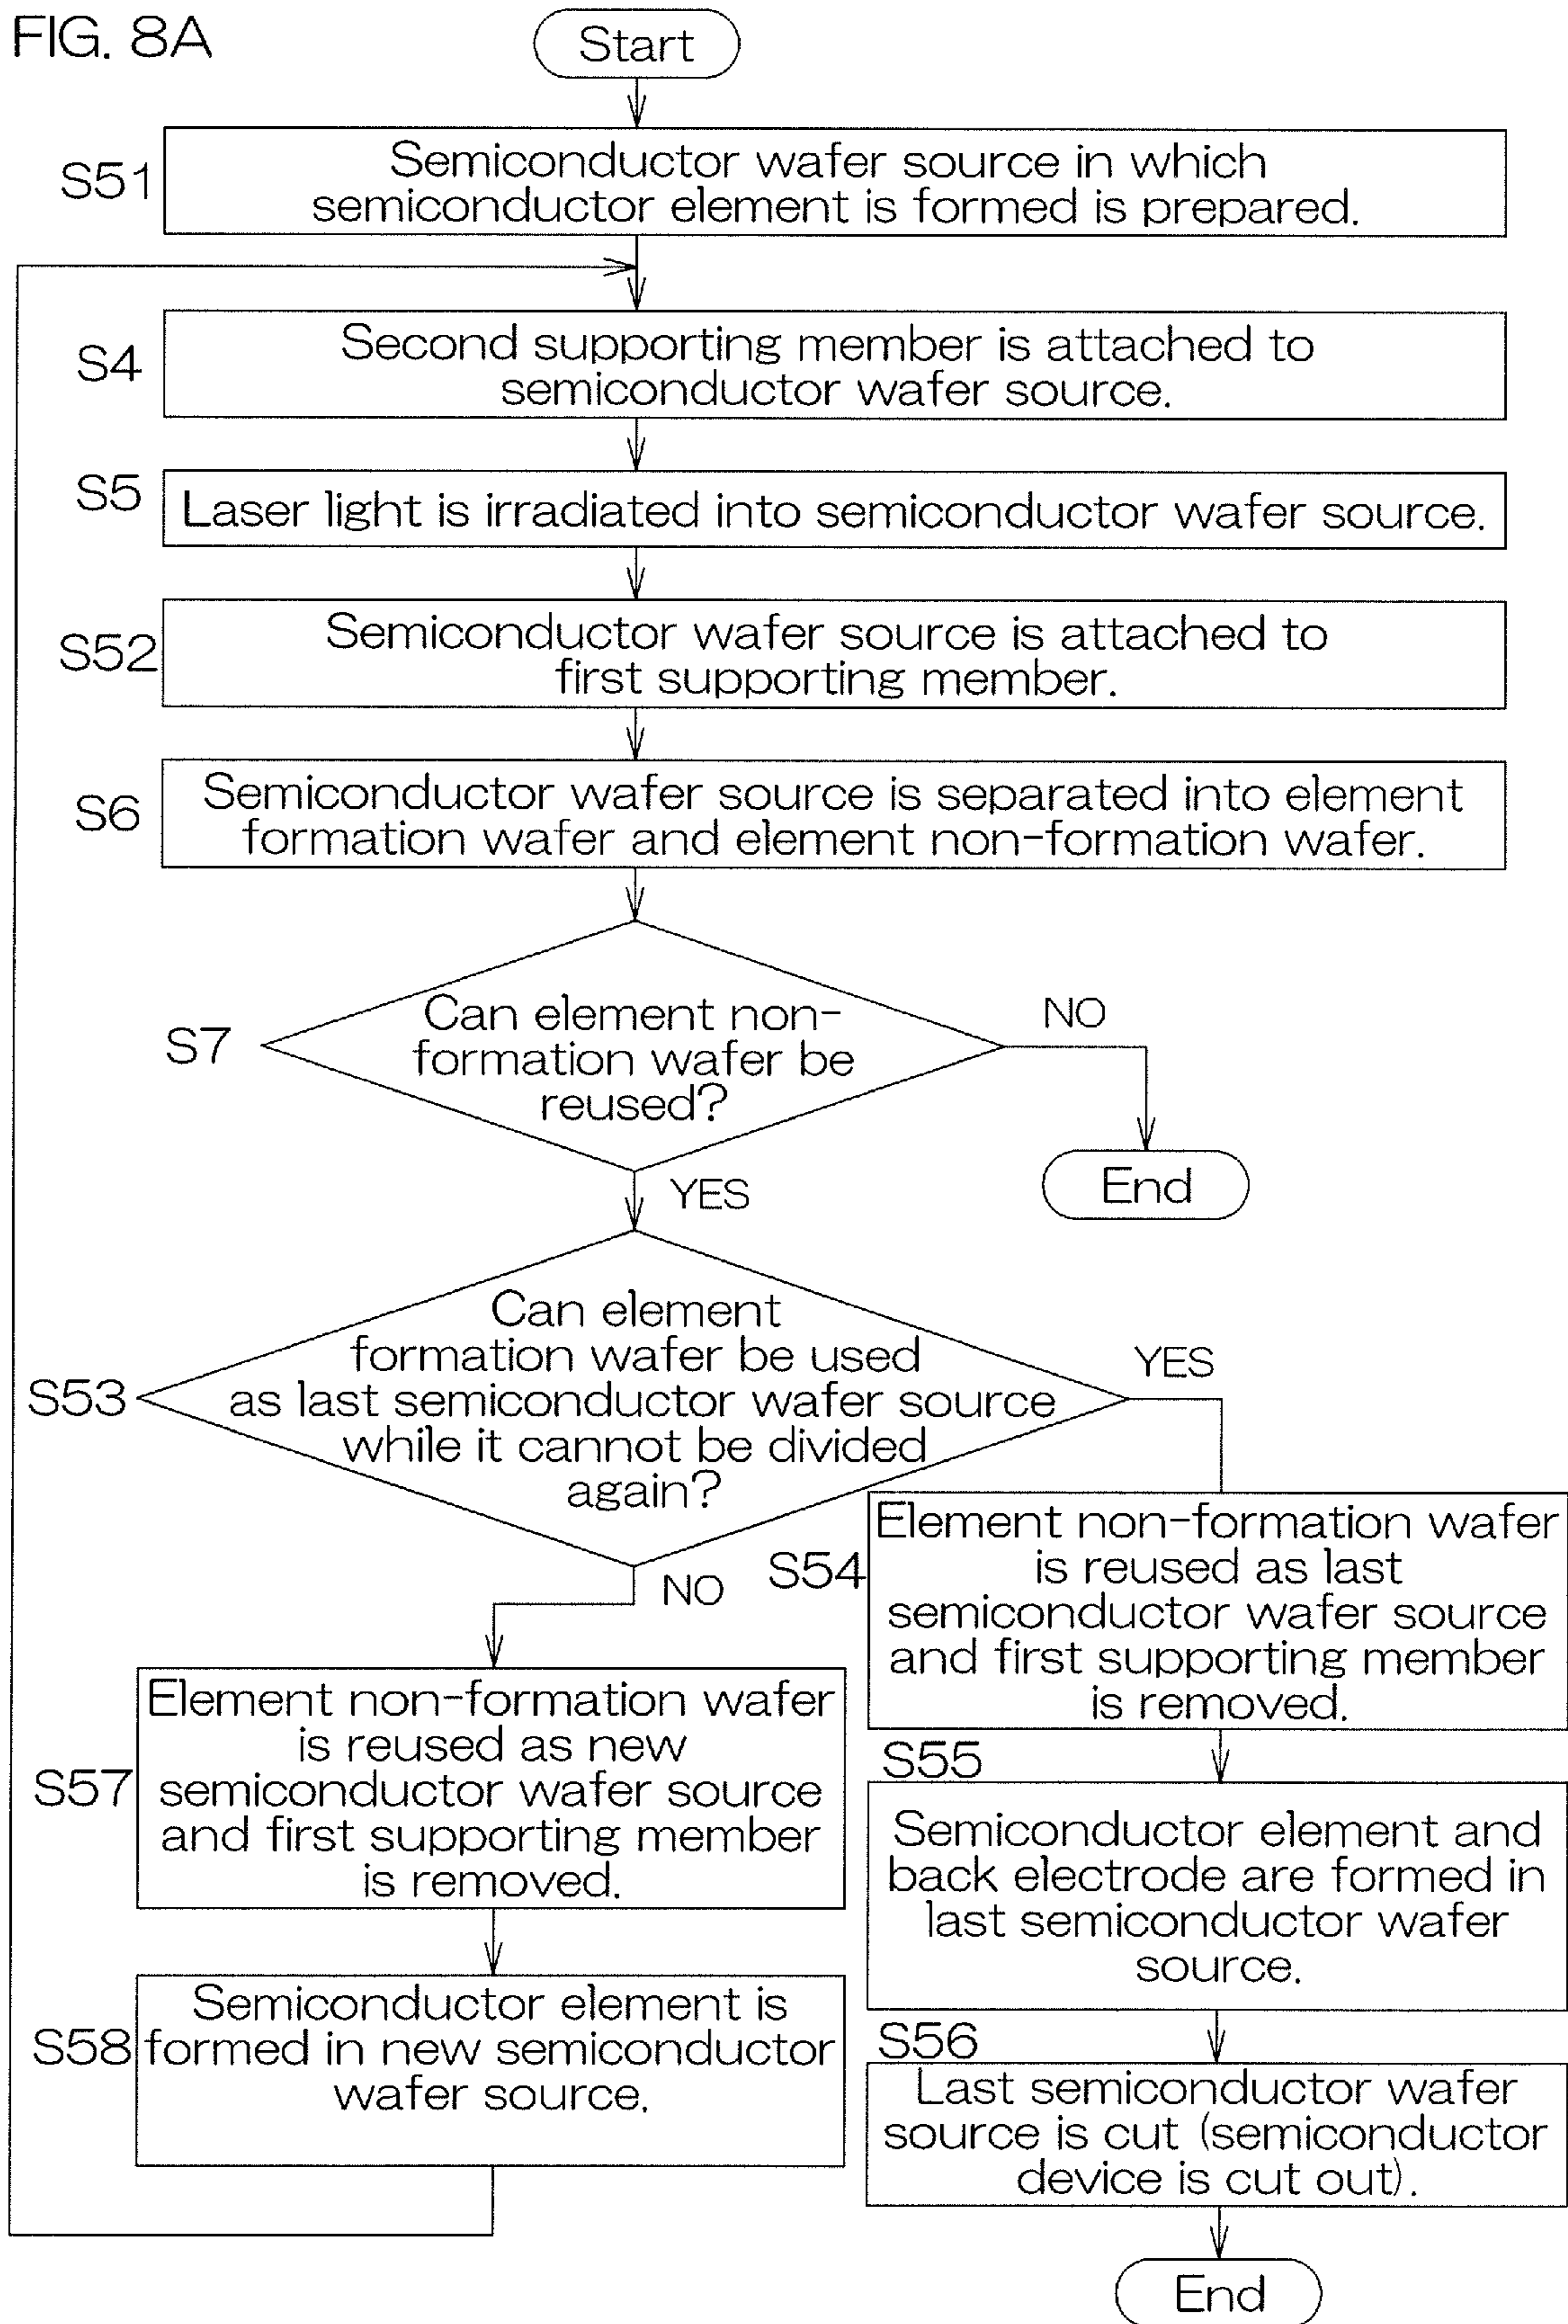 FIG. 8A
Start
S51
Semiconductor wafer source in which
semiconductor element is formed is prepared.
S4
Second supporting member is attached to
semiconductor wafer source.
S5
Laser light is irradiated into semiconductor wafer source.
S52
Semiconductor wafer source is attached to
first supporting member.
S6
Semiconductor wafer source is separated into element
formation wafer and element non-formation wafer.
S7
Can element non-
formation wafer be
reused?
NO
End
YES
S53
Can element
formation wafer be used
as last semiconductor wafer source
while it cannot be divided
again?
YES
NO
S54
Element non-formation wafer
is reused as last
semiconductor wafer source
and first supporting member
is removed.
S55
Semiconductor element and
back electrode are formed in
last semiconductor wafer
source.
S56
Last semiconductor wafer
source is cut (semiconductor
device is cut out).
End
S57
Element non-formation wafer
is reused as new
semiconductor wafer source
and first supporting member
is removed.
S58
Semiconductor element is
formed in new semiconductor
wafer source.